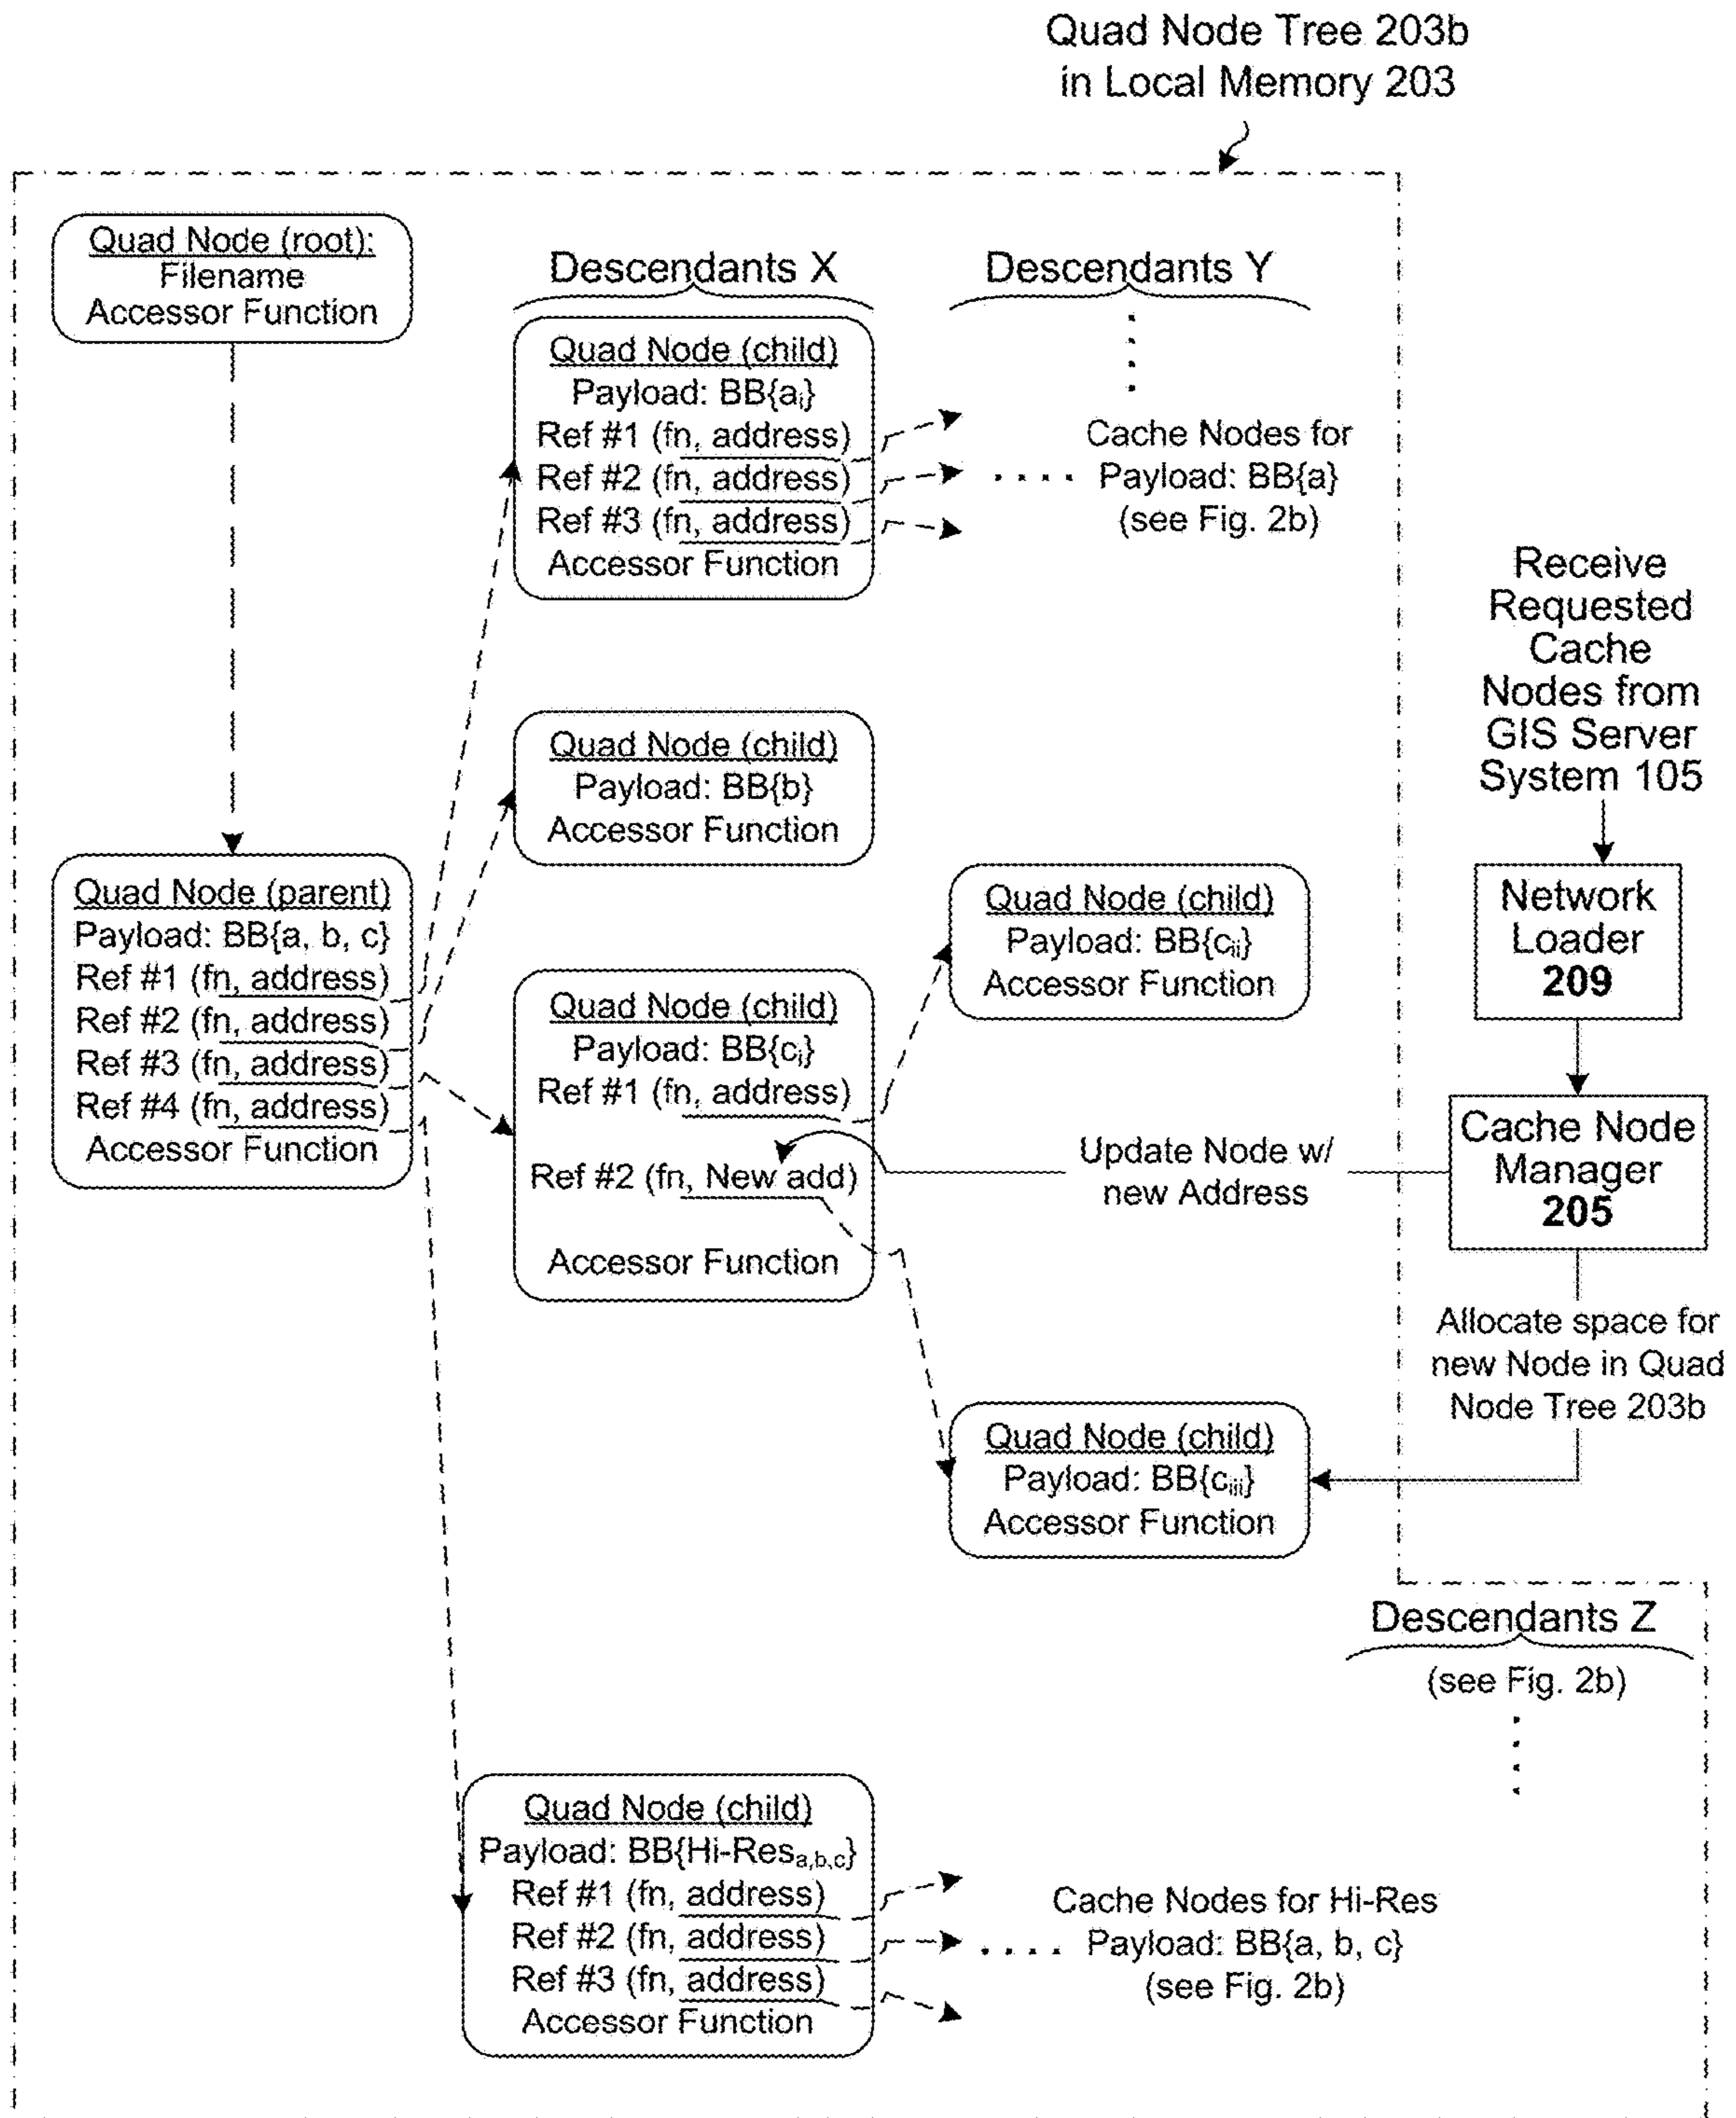 Quad Node Tree 203b
in Local Memory 203
Quad Node (root):
Filename
Accessor Function
Descendants X
Descendants Y
Quad Node (child)
Payload: BB{aᵢ}
Ref #1 (fn, address)
Ref #2 (fn, address)
Ref #3 (fn, address)
Accessor Function
Cache Nodes for
Payload: BB{a}
(see Fig. 2b)
Receive
Requested
Cache
Nodes from
GIS Server
System 105
Quad Node (child)
Payload: BB{b}
Accessor Function
Quad Node (parent)
Payload: BB{a, b, c}
Ref #1 (fn, address)
Ref #2 (fn, address)
Ref #3 (fn, address)
Ref #4 (fn, address)
Accessor Function
Quad Node (child)
Payload: BB{cᵢ}
Ref #1 (fn, address)
Ref #2 (fn, New add)
Accessor Function
Quad Node (child)
Payload: BB{cᵢᵢ}
Accessor Function
Network
Loader
209
Cache Node
Manager
205
Update Node w/
new Address
Allocate space for
new Node in Quad
Node Tree 203b
Quad Node (child)
Payload: BB{cᵢᵢᵢ}
Accessor Function
Descendants Z
(see Fig. 2b)
Quad Node (child)
Payload: BB{Hi-Resa,b,c}
Ref #1 (fn, address)
Ref #2 (fn, address)
Ref #3 (fn, address)
Accessor Function
Cache Nodes for Hi-Res
Payload: BB{a, b, c}
(see Fig. 2b)